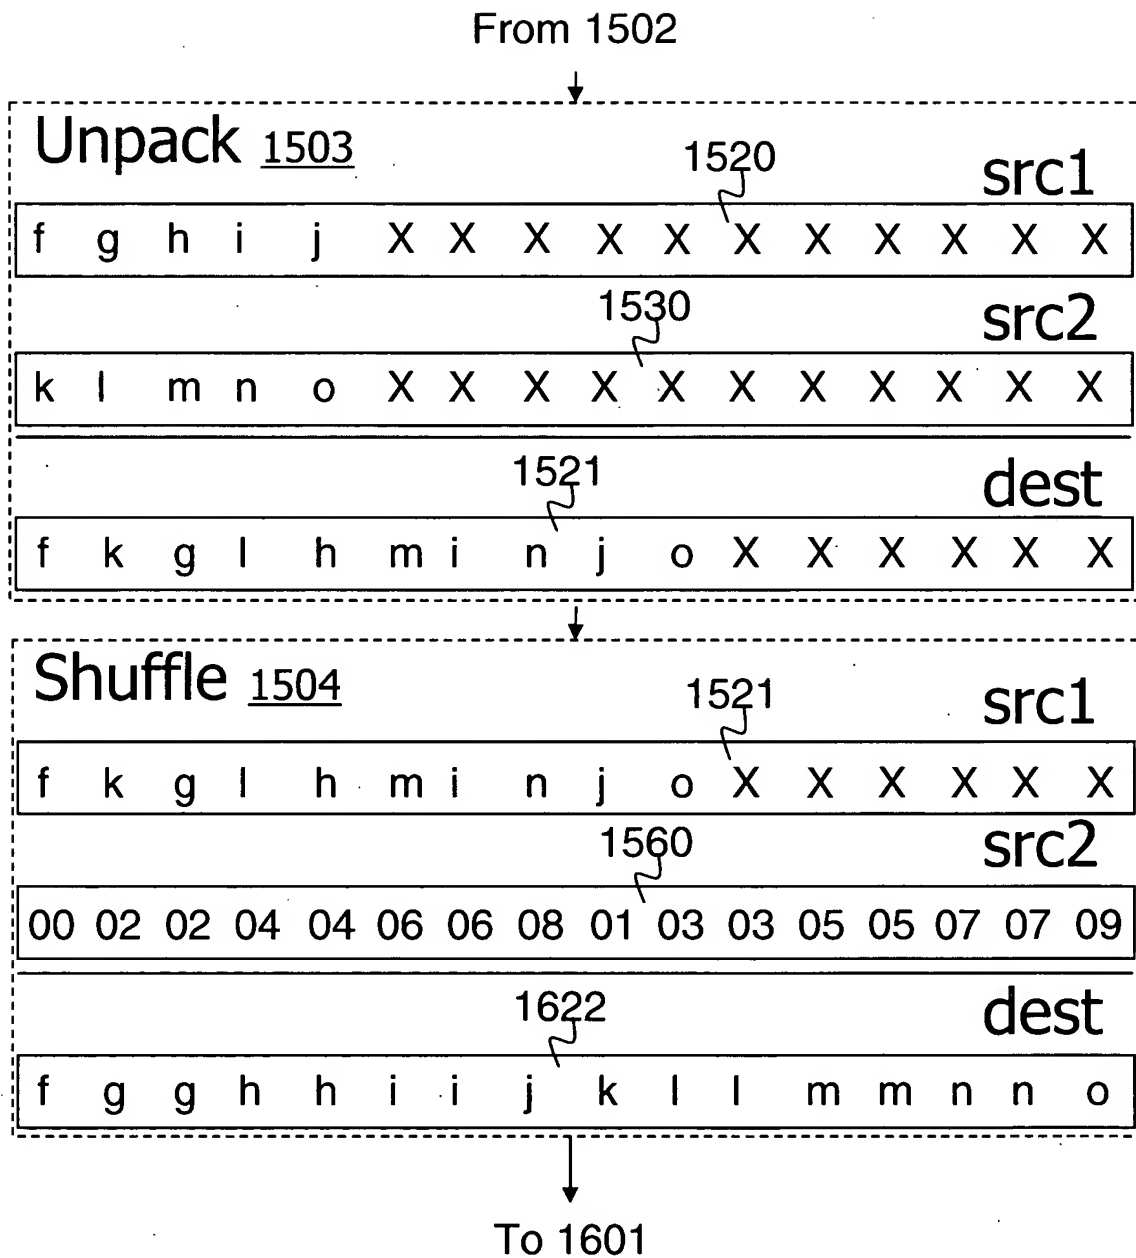 From 1502
Unpack 1503
1520
src1
f g h i j X X X X X X X X X X X
1530
src2
k l m n o X X X X X X X X X X X
1521
dest
f k g l h m i n j o X X X X X X
Shuffle 1504
1521
src1
f k g l h m i n j o X X X X X X
1560
src2
00 02 02 04 04 06 06 08 01 03 03 05 05 07 07 09
1622
dest
f g g h h i i j k l l m m n n o
To 1601